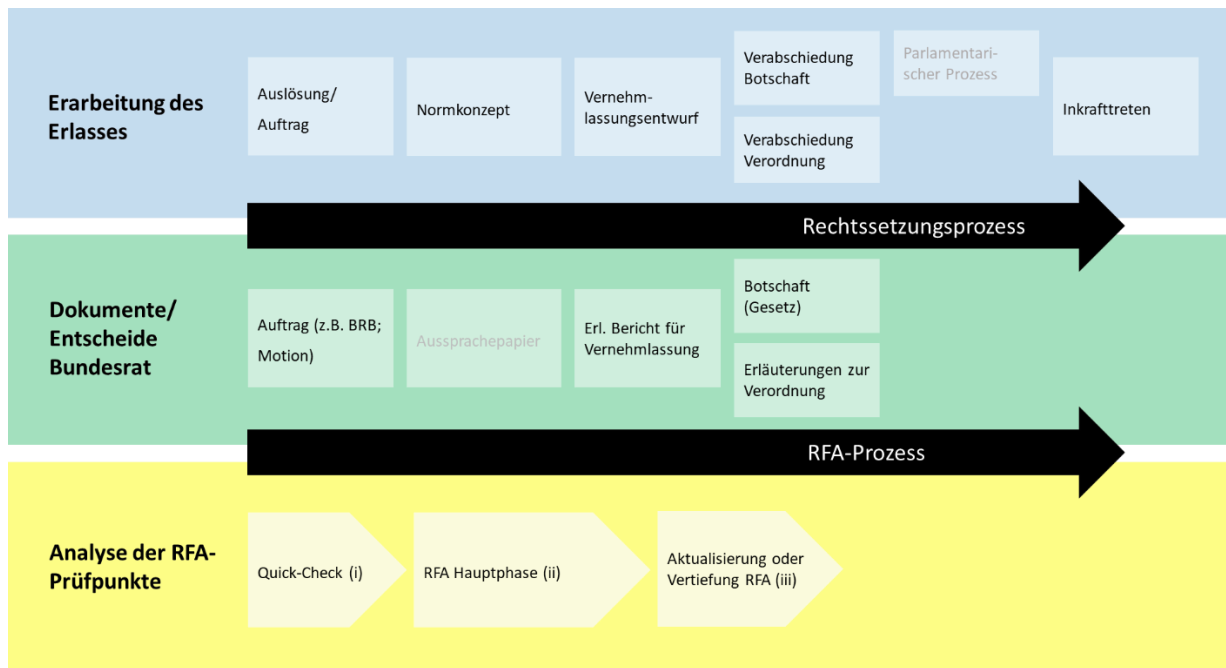 Erarbeitung des
Erlasses
Auslösung/
Auftrag
Normkonzept
Vernehm-
lassungsentwurf
Verabschiedung
Botschaft
Verabschiedung
Verordnung
Parlamentari-
scher Prozess
Inkrafttreten
Rechtssetzungsprozess
Dokumente/
Entscheide
Bundesrat
Auftrag (z.B. BRB;
Motion)
Aussprachepapier
Erl. Bericht für
Vernehmlassung
Botschaft
(Gesetz)
Erläuterungen zur
Verordnung
RFA-Prozess
Analyse der RFA-
Prüfpunkte
Quick-Check (i)
RFA Hauptphase (ii)
Aktualisierung oder
Vertiefung RFA (iii)